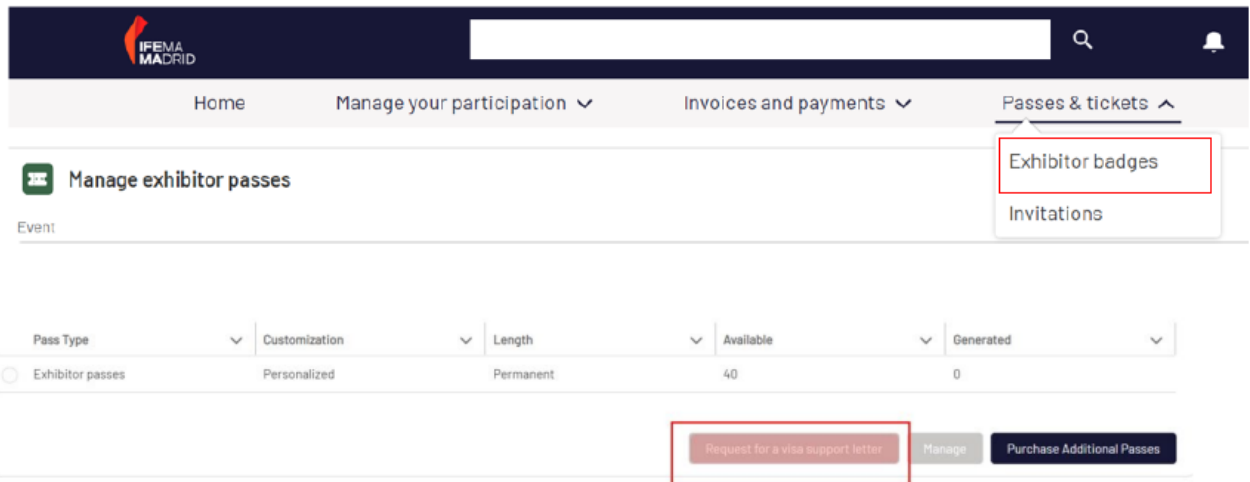 IFEMA
MADRID
Home Manage your participation Invoices and payments Passes & tickets
Exhibitor badges
Invitations
Manage exhibitor passes
Event
Pass Type Customization Length Available Generated
Exhibitor passes Personalized Permanent 40 0
Request for a visa support letter Manage Purchase Additional Passes